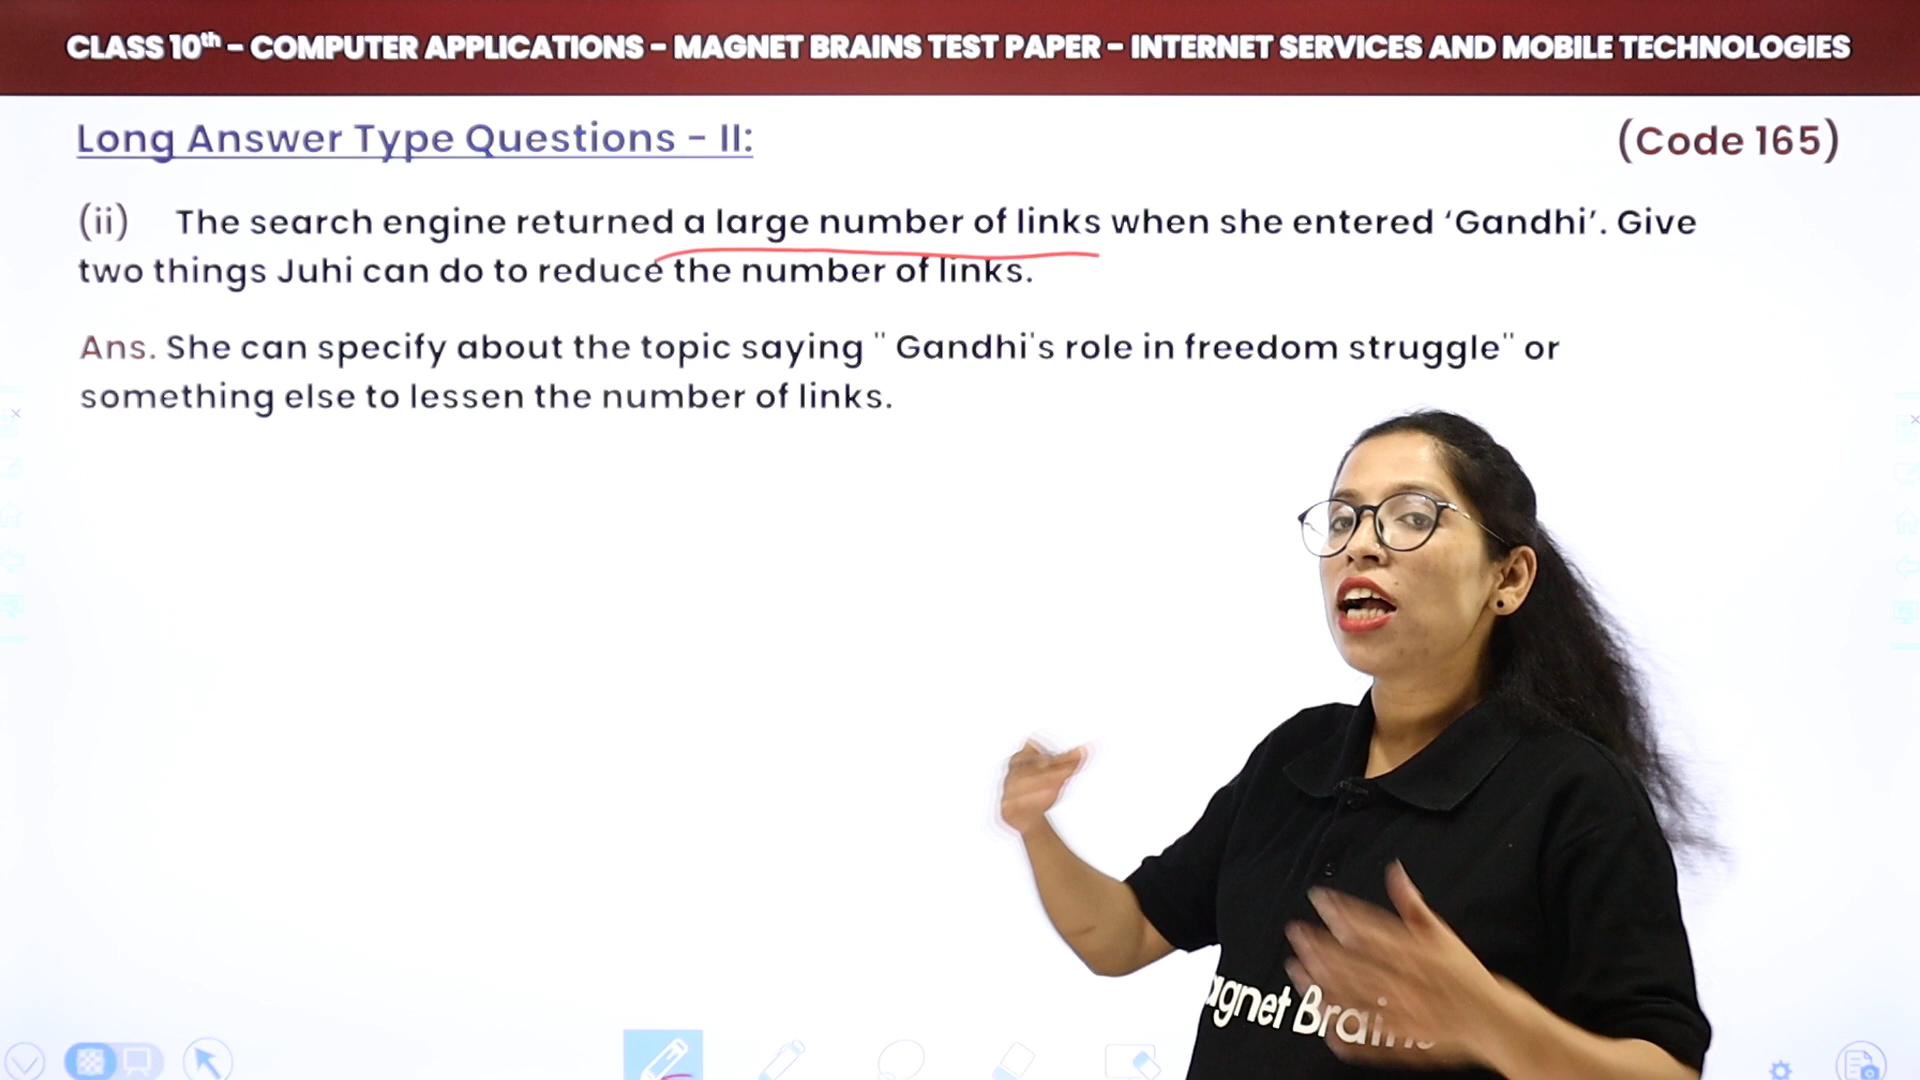 CLASS 10th – COMPUTER APPLICATIONS – MAGNET BRAINS TEST PAPER – INTERNET SERVICES AND MOBILE TECHNOLOGIES
Long Answer Type Questions – II:
(Code 165)
(ii) The search engine returned a large number of links when she entered ‘Gandhi’. Give
two things Juhi can do to reduce the number of links.
Ans. She can specify about the topic saying " Gandhi's role in freedom struggle" or
something else to lessen the number of links.
agnet Brain